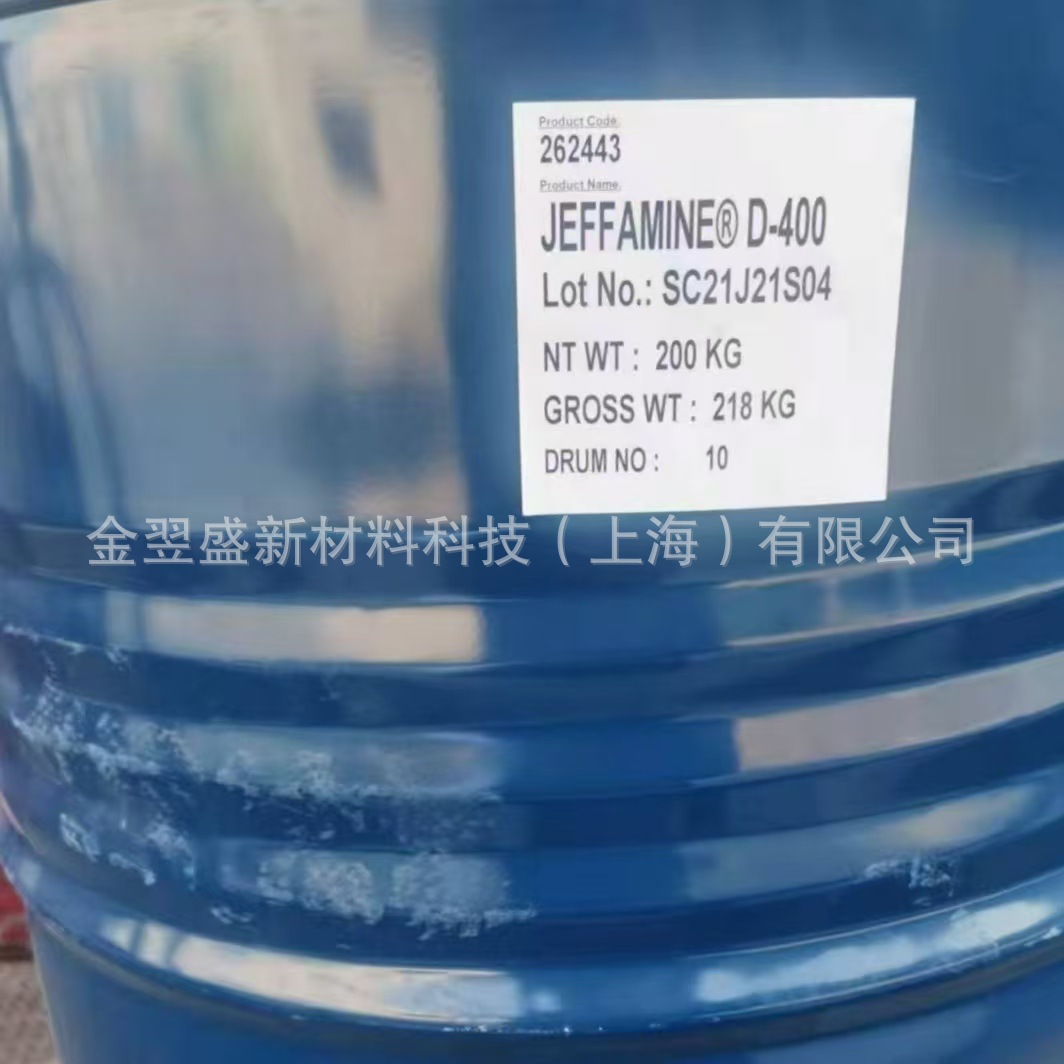 Product Code.
262443
Product Name.
JEFFAMINE® D-400
Lot No.: SC21J21S04
NT WT : 200 KG
GROSS WT : 218 KG
DRUM NO : 10
金翌盛新材料科技（上海）有限公司